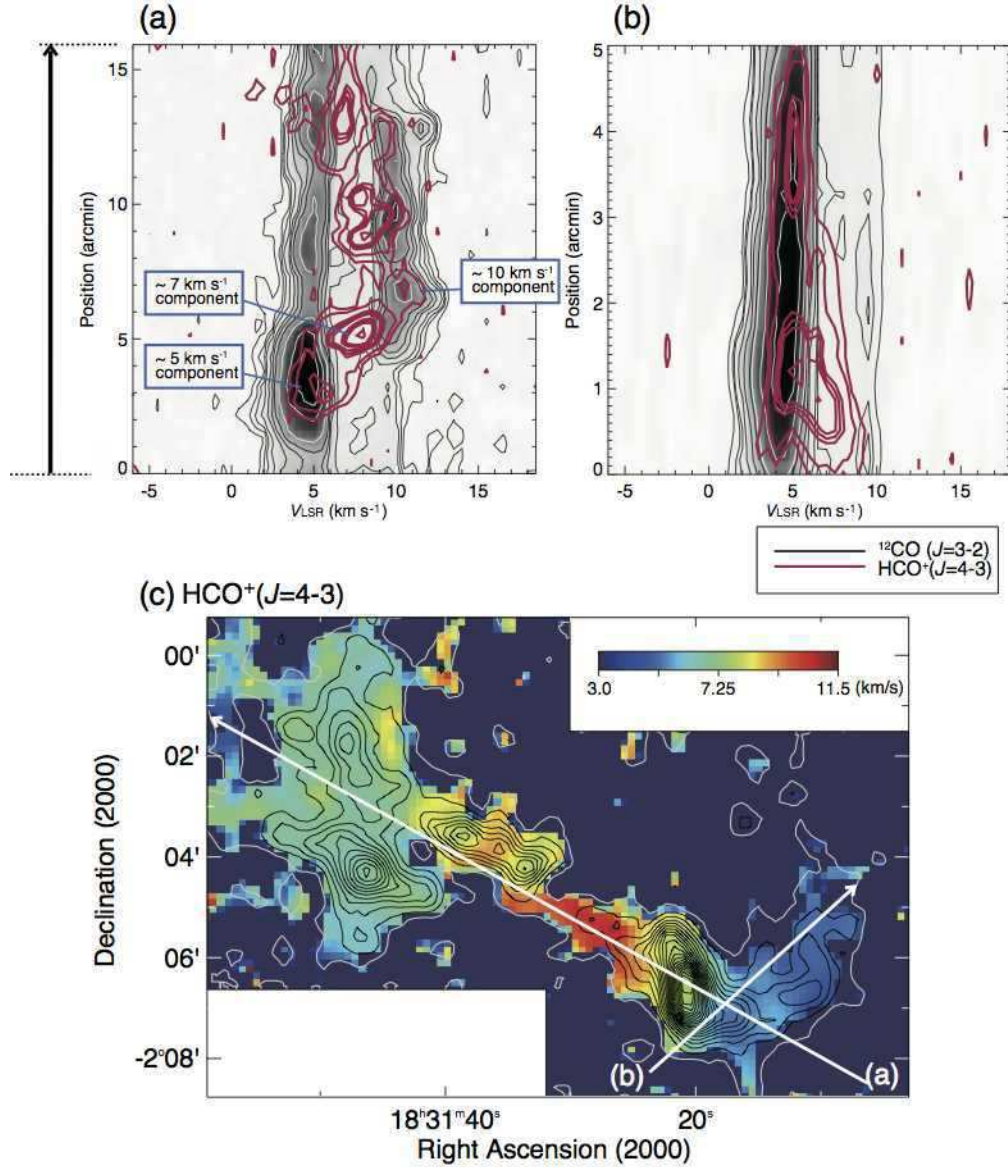 (a)
(b)
15
10
5
0
Position (arcmin)
~ 7 km s⁻¹
component
~ 5 km s⁻¹
component
~ 10 km s⁻¹
component
-5 0 5 10 15
VLSR (km s⁻¹)
5
4
3
2
1
0
Position (arcmin)
-5 0 5 10 15
VLSR (km s⁻¹)
¹²CO (J=3-2)
HCO⁺(J=4-3)
(c) HCO⁺(J=4-3)
3.0 7.25 11.5 (km/s)
00'
02'
04'
06'
-2°08'
Declination (2000)
(b)
(a)
18ʰ31ᵐ40ˢ 20ˢ
Right Ascension (2000)